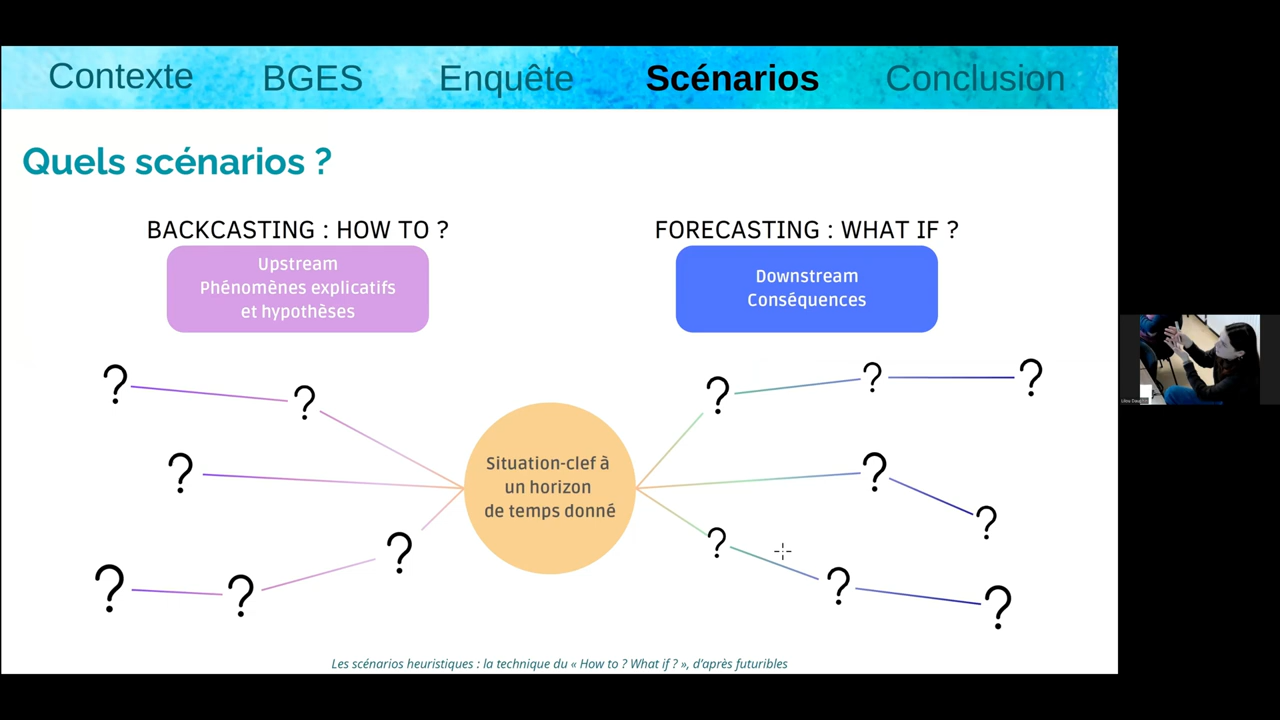 Contexte BGES Enquête Scénarios Conclusion
Quels scénarios ?
BACKCASTING : HOW TO ?
Upstream
Phénomènes explicatifs
et hypothèses
FORECASTING : WHAT IF ?
Downstream
Conséquences
? ?
?
? ? ?
Situation-clef à
un horizon
de temps donné
? ? ?
? ?
? ? ?
Les scénarios heuristiques : la technique du « How to ? What if ? », d'après futuribles